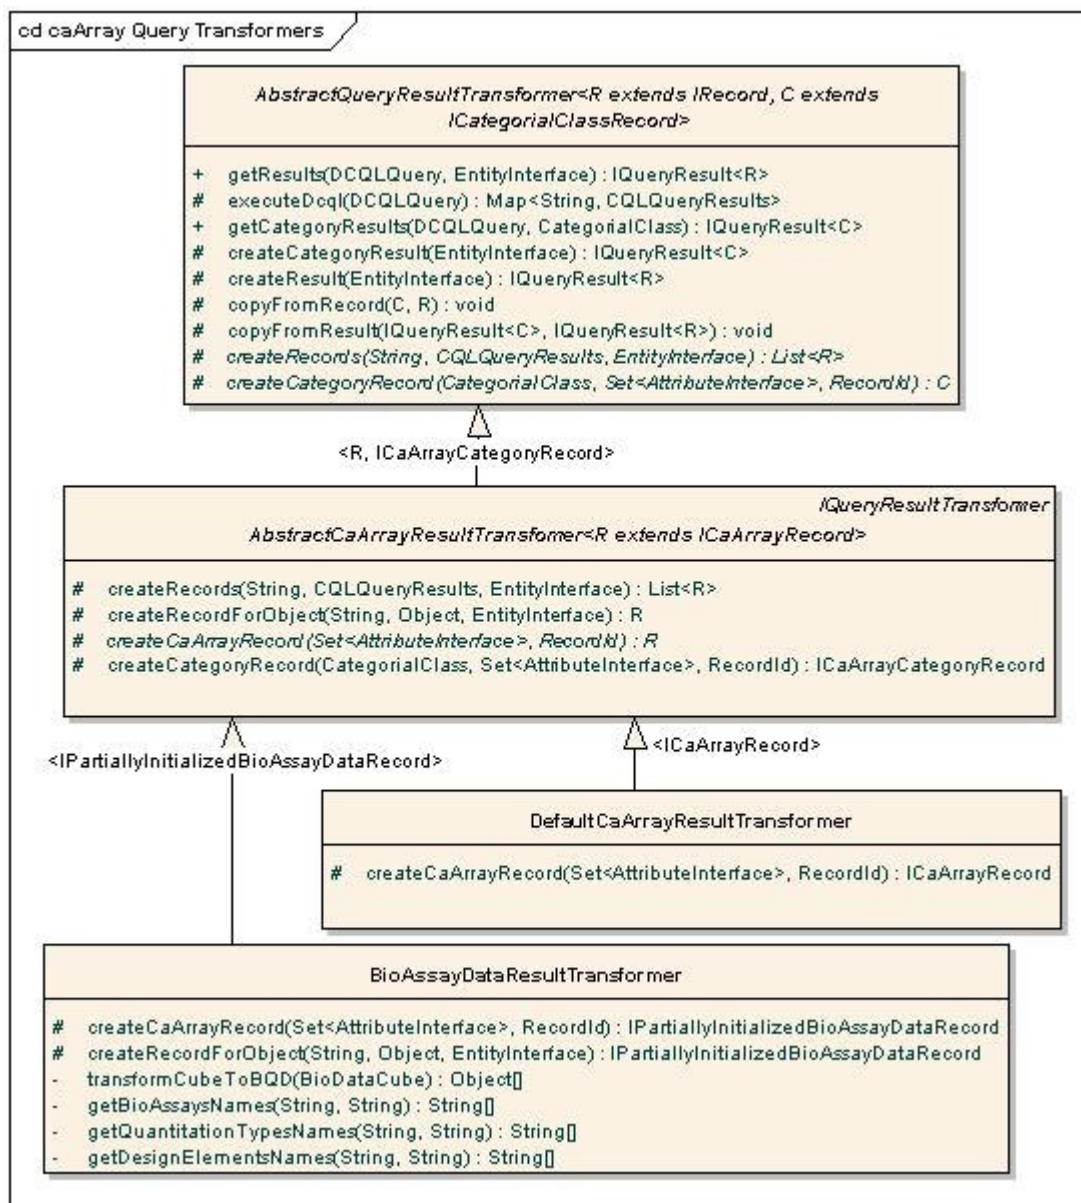 cd caArray Query Transformers
AbstractQueryResultTransformer<R extends IRecord, C extends
ICategorialClassRecord>
+ getResults(DCQLQuery, EntityInterface) : IQueryResult<R>
# executeDcql(DCQLQuery) : Map<String, CQLQueryResults>
+ getCategoryResults(DCQLQuery, CategorialClass) : IQueryResult<C>
# createCategoryResult(EntityInterface) : IQueryResult<C>
# createResult(EntityInterface) : IQueryResult<R>
# copyFromRecord(C, R) : void
# copyFromResult(IQueryResult<C>, IQueryResult<R>) : void
# createRecords(String, CQLQueryResults, EntityInterface) : List<R>
# createCategoryRecord(CategorialClass, Set<AttributeInterface>, RecordId) : C
<R, ICaArrayCategoryRecord>
IQueryResultTransformer
AbstractCaArrayResultTransfomer<R extends ICaArrayRecord>
# createRecords(String, CQLQueryResults, EntityInterface) : List<R>
# createRecordForObject(String, Object, EntityInterface) : R
# createCaArrayRecord(Set<AttributeInterface>, RecordId) : R
# createCategoryRecord(CategorialClass, Set<AttributeInterface>, RecordId) : ICaArrayCategoryRecord
<IPartiallyInitializedBioAssayDataRecord>
<ICaArrayRecord>
DefaultCaArrayResultTransformer
# createCaArrayRecord(Set<AttributeInterface>, RecordId) : ICaArrayRecord
BioAssayDataResultTransformer
# createCaArrayRecord(Set<AttributeInterface>, RecordId) : IPartiallyInitializedBioAssayDataRecord
# createRecordForObject(String, Object, EntityInterface) : IPartiallyInitializedBioAssayDataRecord
- transformCubeToBQD(BioDataCube) : Object[]
- getBioAssaysNames(String, String) : String[]
- getQuantitationTypesNames(String, String) : String[]
- getDesignElementsNames(String, String) : String[]